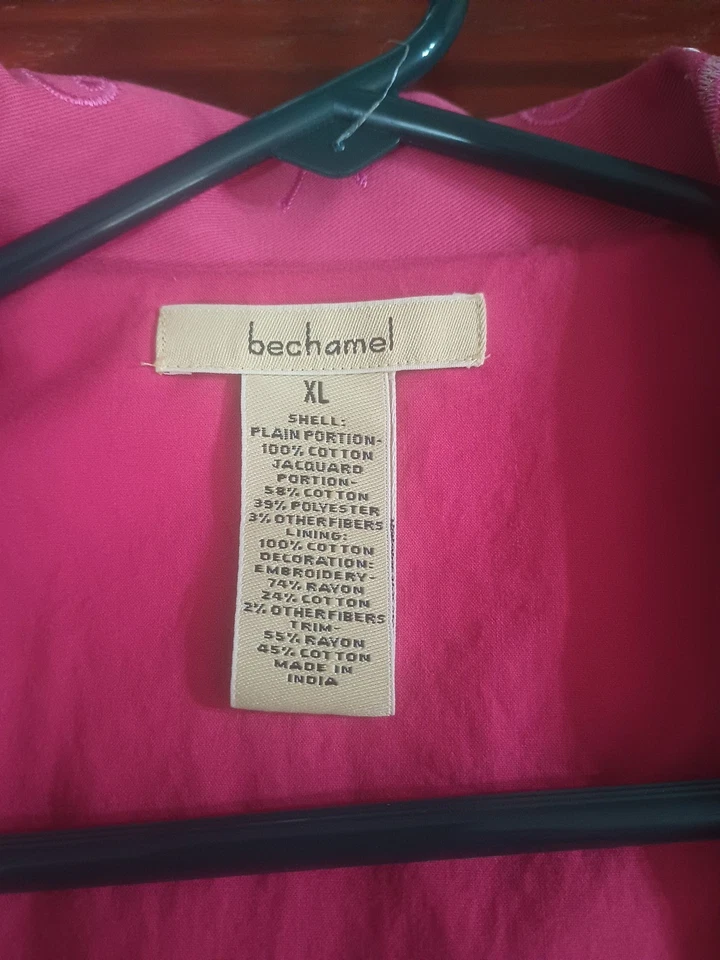 bechamel
XL
SHELL:
PLAIN PORTION-
100% COTTON
JACQUARD
PORTION-
58% COTTON
39% POLYESTER
3% OTHERFIBERS
LINING:
100% COTTON
DECORATION:
EMBROIDERY-
74% RAYON
24% COTTON
2% OTHERFIBERS
TRIM-
55% RAYON
45% COTTON
MADE IN
INDIA